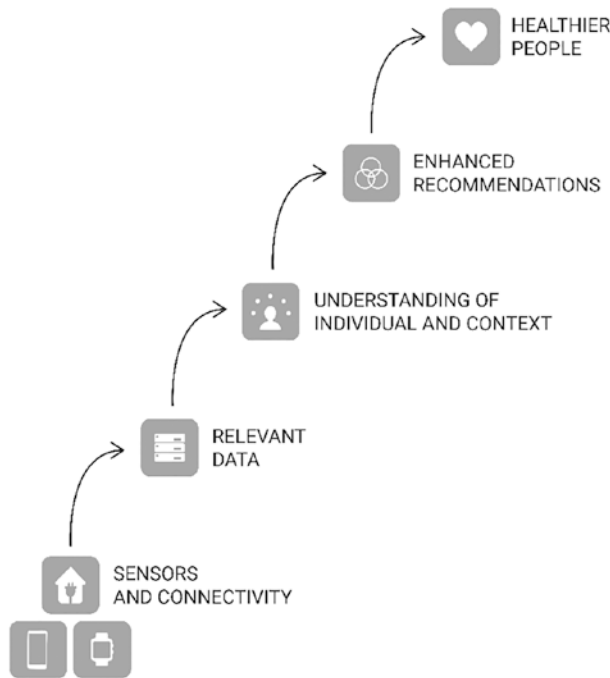 HEALTHIER
PEOPLE
ENHANCED
RECOMMENDATIONS
UNDERSTANDING OF
INDIVIDUAL AND CONTEXT
RELEVANT
DATA
SENSORS
AND CONNECTIVITY